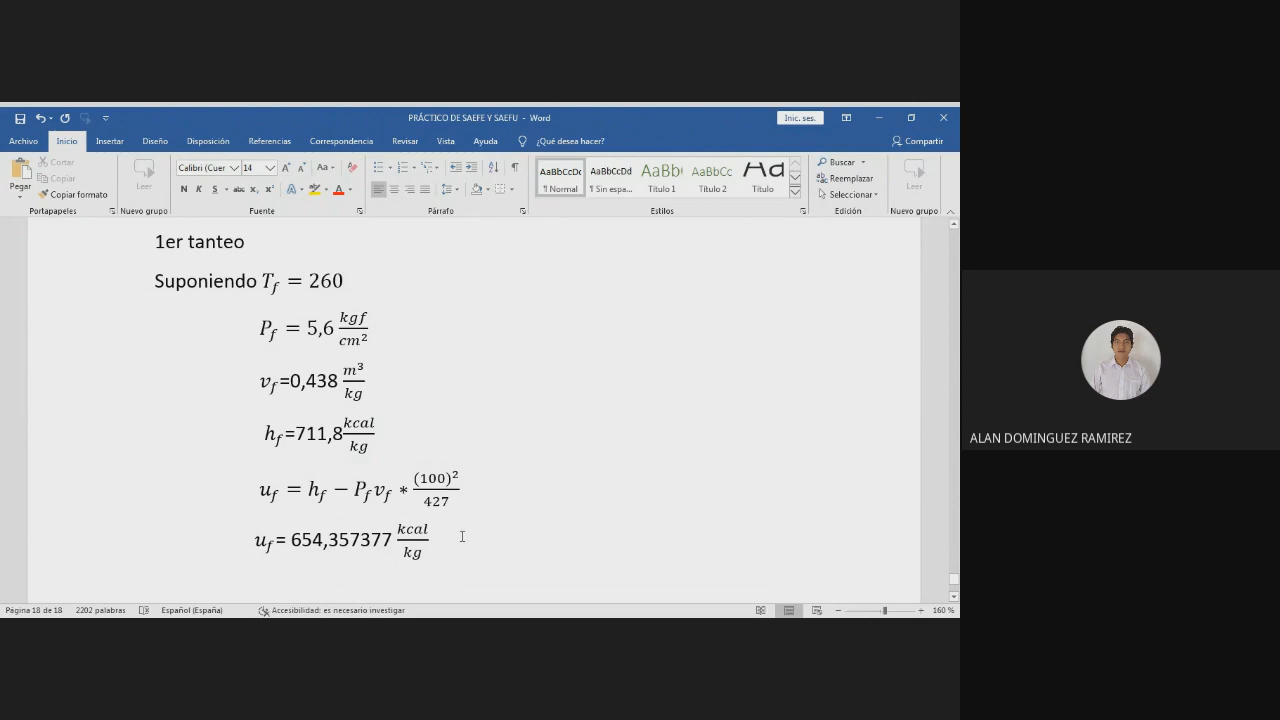 PRÁCTICO DE SAEFE Y SAEFU - Word
Inic. ses.
Archivo Inicio Insertar Diseño Disposición Referencias Correspondencia Revisar Vista Ayuda ¿Qué desea hacer? Compartir
Pegar
Cortar
Copiar
Copiar formato
Portapapeles
Leer
Nuevo grupo
Calibri (Cuer 14
N K S abc x₂ x²
Fuente
Párrafo
AaBbCcDc AaBbCcDd AaBbC AaBbCc Aa
¶ Normal ¶ Sin espa... Título 1 Título 2 Título
Estilos
Buscar
Reemplazar
Seleccionar
Edición
Leer
Nuevo grupo
1er tanteo
Suponiendo T_f = 260
P_f = 5,6 kgf/cm²
v_f=0,438 m³/kg
h_f=711,8 kcal/kg
u_f = h_f − P_f v_f * (100)²/427
u_f= 654,357377 kcal/kg
Página 18 de 18 2202 palabras Español (España) Accesibilidad: es necesario investigar 160 %
ALAN DOMINGUEZ RAMIREZ